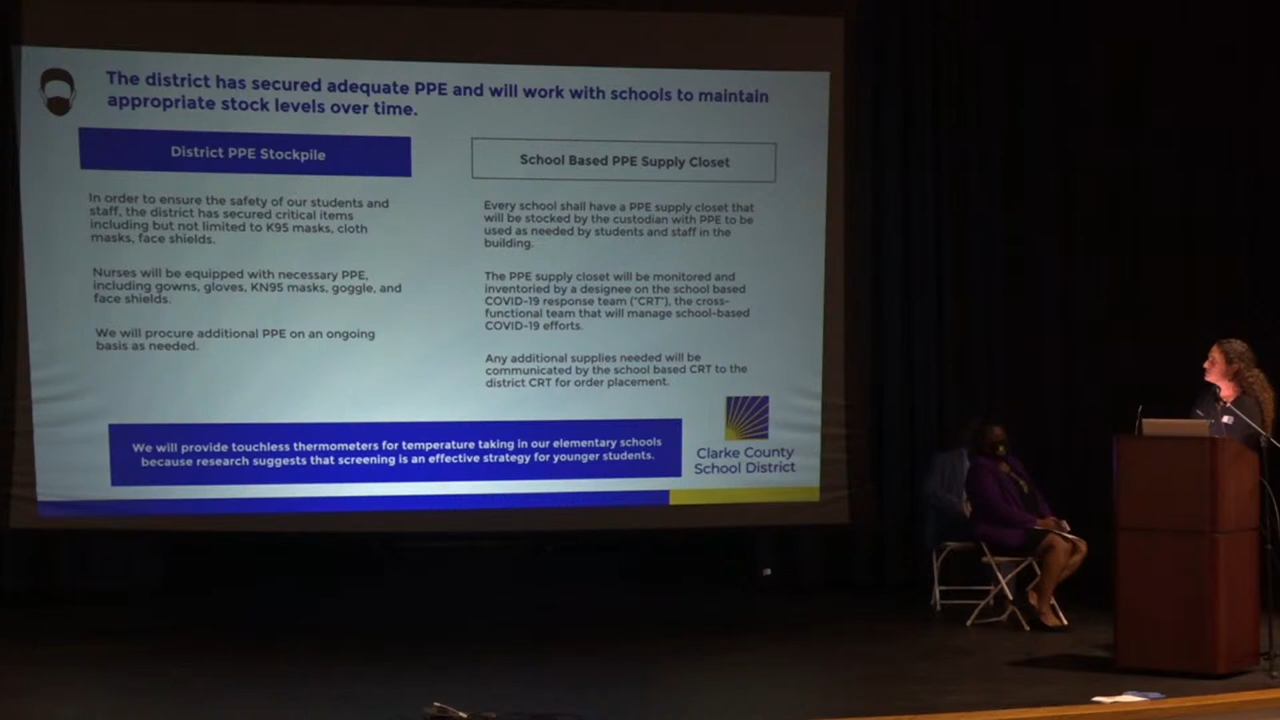 The district has secured adequate PPE and will work with schools to maintain
appropriate stock levels over time.
District PPE Stockpile
In order to ensure the safety of our students and
staff, the district has secured critical items
including but not limited to K95 masks, cloth
masks, face shields.
Nurses will be equipped with necessary PPE,
including gowns, gloves, KN95 masks, goggle, and
face shields.
We will procure additional PPE on an ongoing
basis as needed.
School Based PPE Supply Closet
Every school shall have a PPE supply closet that
will be stocked by the custodian with PPE to be
used as needed by students and staff in the
building.
The PPE supply closet will be monitored and
inventoried by a designee on the school based
COVID-19 response team ("CRT"), the cross-
functional team that will manage school-based
COVID-19 efforts.
Any additional supplies needed will be
communicated by the school based CRT to the
district CRT for order placement.
We will provide touchless thermometers for temperature taking in our elementary schools
because research suggests that screening is an effective strategy for younger students.
Clarke County
School District